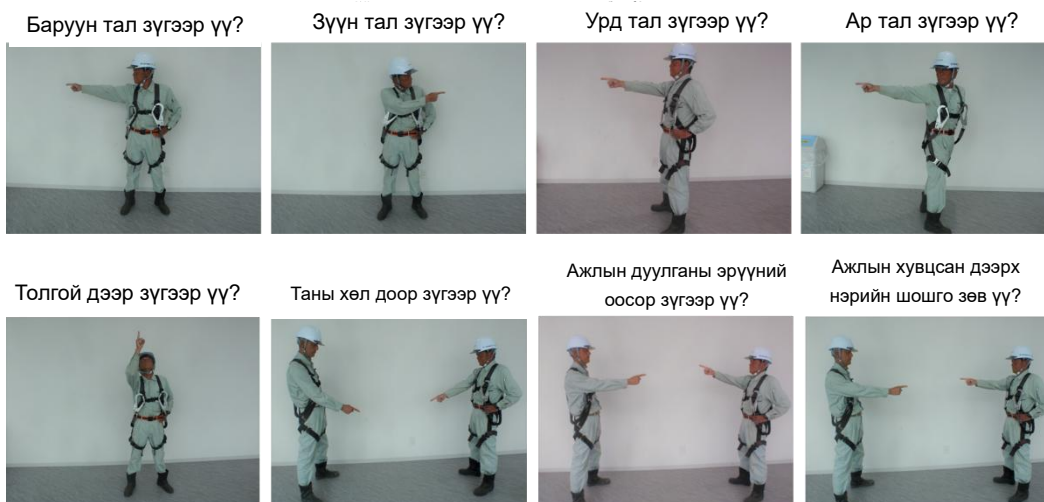 Баруун тал зүгээр үү?
Зүүн тал зүгээр үү?
Урд тал зүгээр үү?
Ар тал зүгээр үү?
Толгой дээр зүгээр үү?
Таны хөл доор зүгээр үү?
Ажлын дуулганы эрүүний
оосор зүгээр үү?
Ажлын хувцсан дээрх
нэрийн шошго зөв үү?